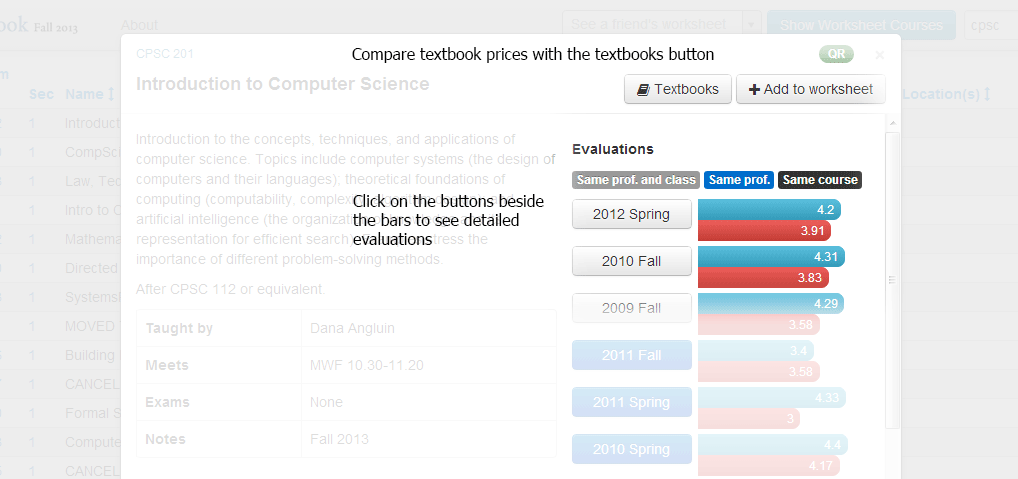 ook Fall 2013
About
See a friend's worksheet
Show Worksheet Courses
cpsc
m
Sec
Name
Location(s)
1 Introduct
1 CompSci
1 Law, Tec
1 Intro to C
1 Mathema
1 Directed
1 Systems
1 MOVED
1 Building
1 CANCEL
1 Formal S
1 Compute
1 CANCEL
CPSC 201
Compare textbook prices with the textbooks button
QR
×
Introduction to Computer Science
Textbooks
Add to worksheet
Introduction to the concepts, techniques, and applications of
computer science. Topics include computer systems (the design of
computers and their languages); theoretical foundations of
computing (computability, complex
artificial intelligence (the organizat
representation for efficient search)
stress the
importance of different problem-solving methods.
Click on the buttons beside
the bars to see detailed
evaluations
After CPSC 112 or equivalent.
Taught by Dana Angluin
Meets MWF 10.30-11.20
Exams None
Notes Fall 2013
Evaluations
Same prof. and class Same prof. Same course
2012 Spring 4.2
3.91
2010 Fall 4.31
3.83
2009 Fall 4.29
3.58
2011 Fall 3.4
3.58
2011 Spring 4.33
3
2010 Spring 4.4
4.17